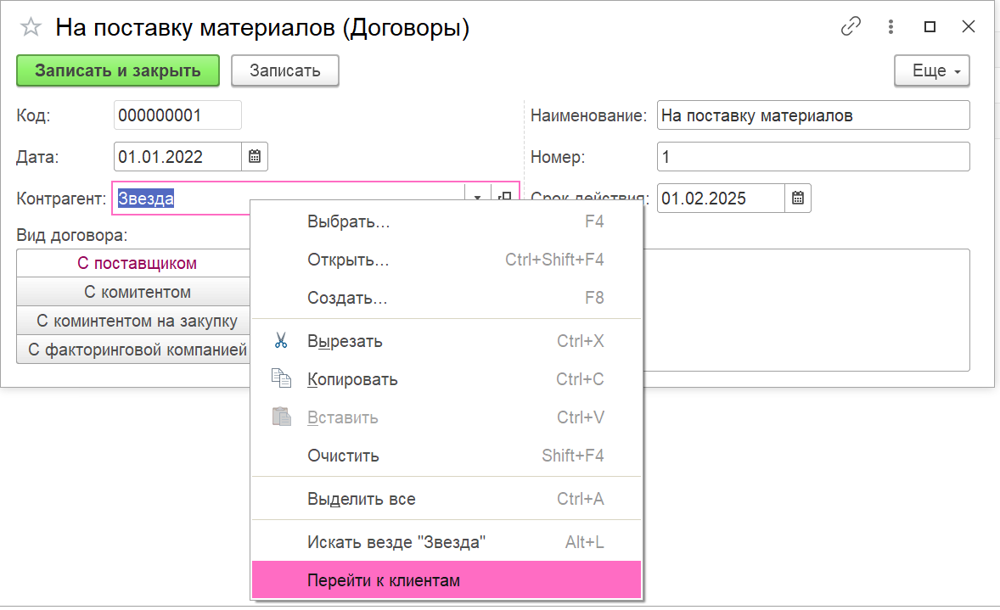 На поставку материалов (Договоры)
Записать и закрыть Записать Еще
Код: 000000001 Наименование: На поставку материалов
Дата: 01.01.2022 Номер: 1
Контрагент: Звезда Срок действия: 01.02.2025
Вид договора:
С поставщиком
С комитентом
С коминтентом на закупку
С факторинговой компанией
Выбрать... F4
Открыть... Ctrl+Shift+F4
Создать... F8
Вырезать Ctrl+X
Копировать Ctrl+C
Вставить Ctrl+V
Очистить Shift+F4
Выделить все Ctrl+A
Искать везде "Звезда" Alt+L
Перейти к клиентам